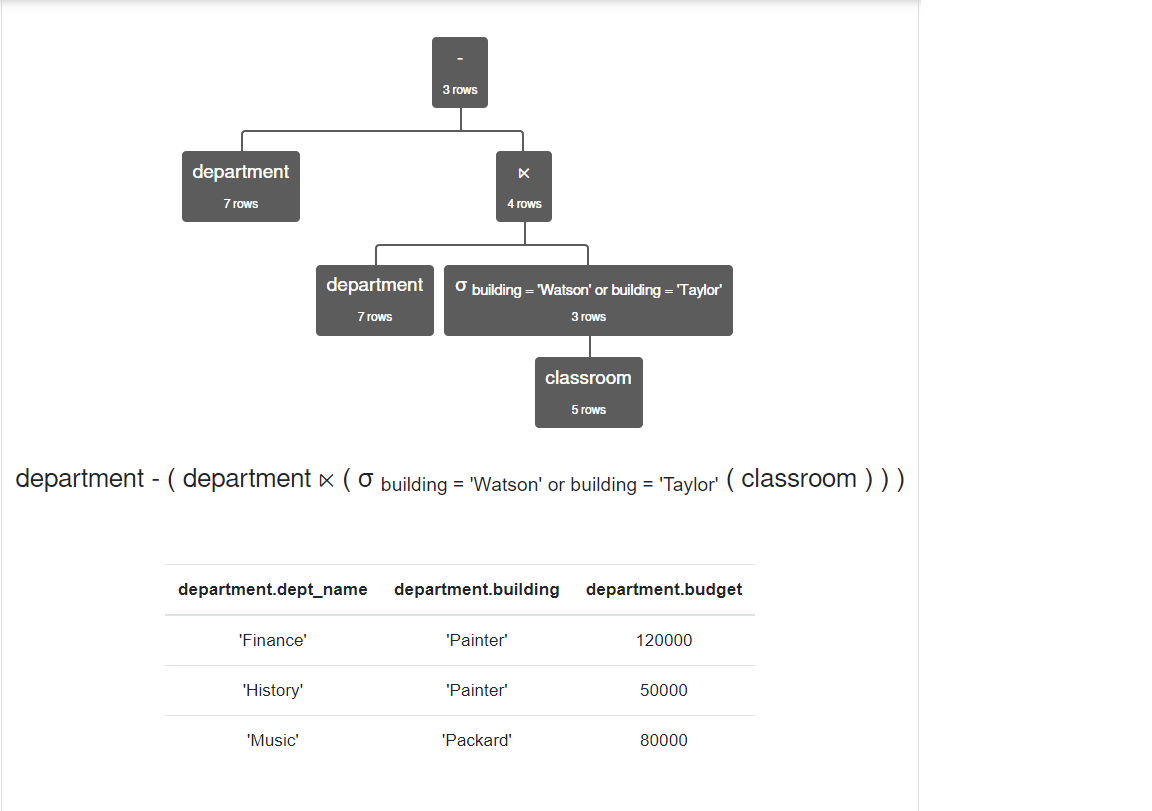 -
3 rows
department
7 rows
⋉
4 rows
department
7 rows
σ building = 'Watson' or building = 'Taylor'
3 rows
classroom
5 rows
department - ( department ⋉ ( σ building = 'Watson' or building = 'Taylor' ( classroom ) ) )
department.dept_name department.building department.budget
'Finance' 'Painter' 120000
'History' 'Painter' 50000
'Music' 'Packard' 80000